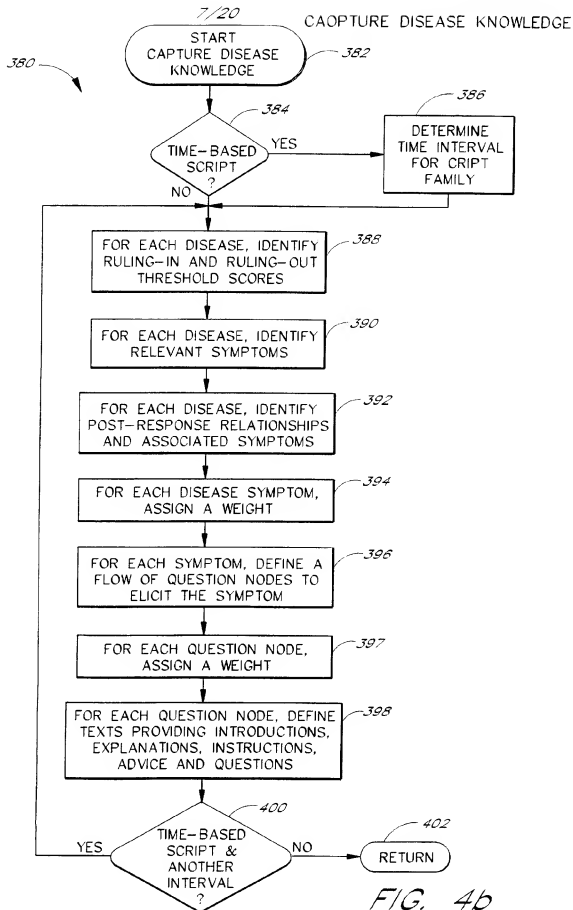 7/20
CAOPTURE DISEASE KNOWLEDGE
START
CAPTURE DISEASE
KNOWLEDGE
382
380
384
TIME-BASED
SCRIPT
?
YES
NO
386
DETERMINE
TIME INTERVAL
FOR CRIPT
FAMILY
FOR EACH DISEASE, IDENTIFY
RULING-IN AND RULING-OUT
THRESHOLD SCORES
388
FOR EACH DISEASE, IDENTIFY
RELEVANT SYMPTOMS
390
FOR EACH DISEASE, IDENTIFY
POST-RESPONSE RELATIONSHIPS
AND ASSOCIATED SYMPTOMS
392
FOR EACH DISEASE SYMPTOM,
ASSIGN A WEIGHT
394
FOR EACH SYMPTOM, DEFINE A
FLOW OF QUESTION NODES TO
ELICIT THE SYMPTOM
396
FOR EACH QUESTION NODE,
ASSIGN A WEIGHT
397
FOR EACH QUESTION NODE, DEFINE
TEXTS PROVIDING INTRODUCTIONS,
EXPLANATIONS, INSTRUCTIONS,
ADVICE AND QUESTIONS
398
400
TIME-BASED
SCRIPT &
ANOTHER
INTERVAL
?
YES
NO
402
RETURN
FIG. 4b